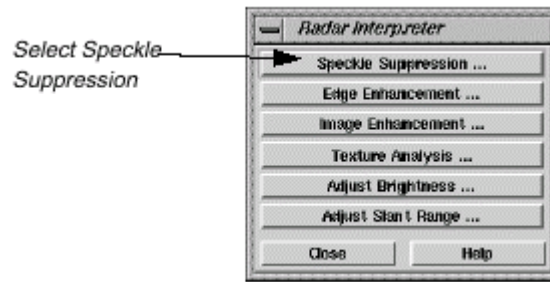 Radar Interpreter
Select Speckle
Suppression
Speckle Suppression ...
Edge Enhancement ...
Image Enhancement ...
Texture Analysis ...
Adjust Brightness ...
Adjust Slant Range ...
Close Help